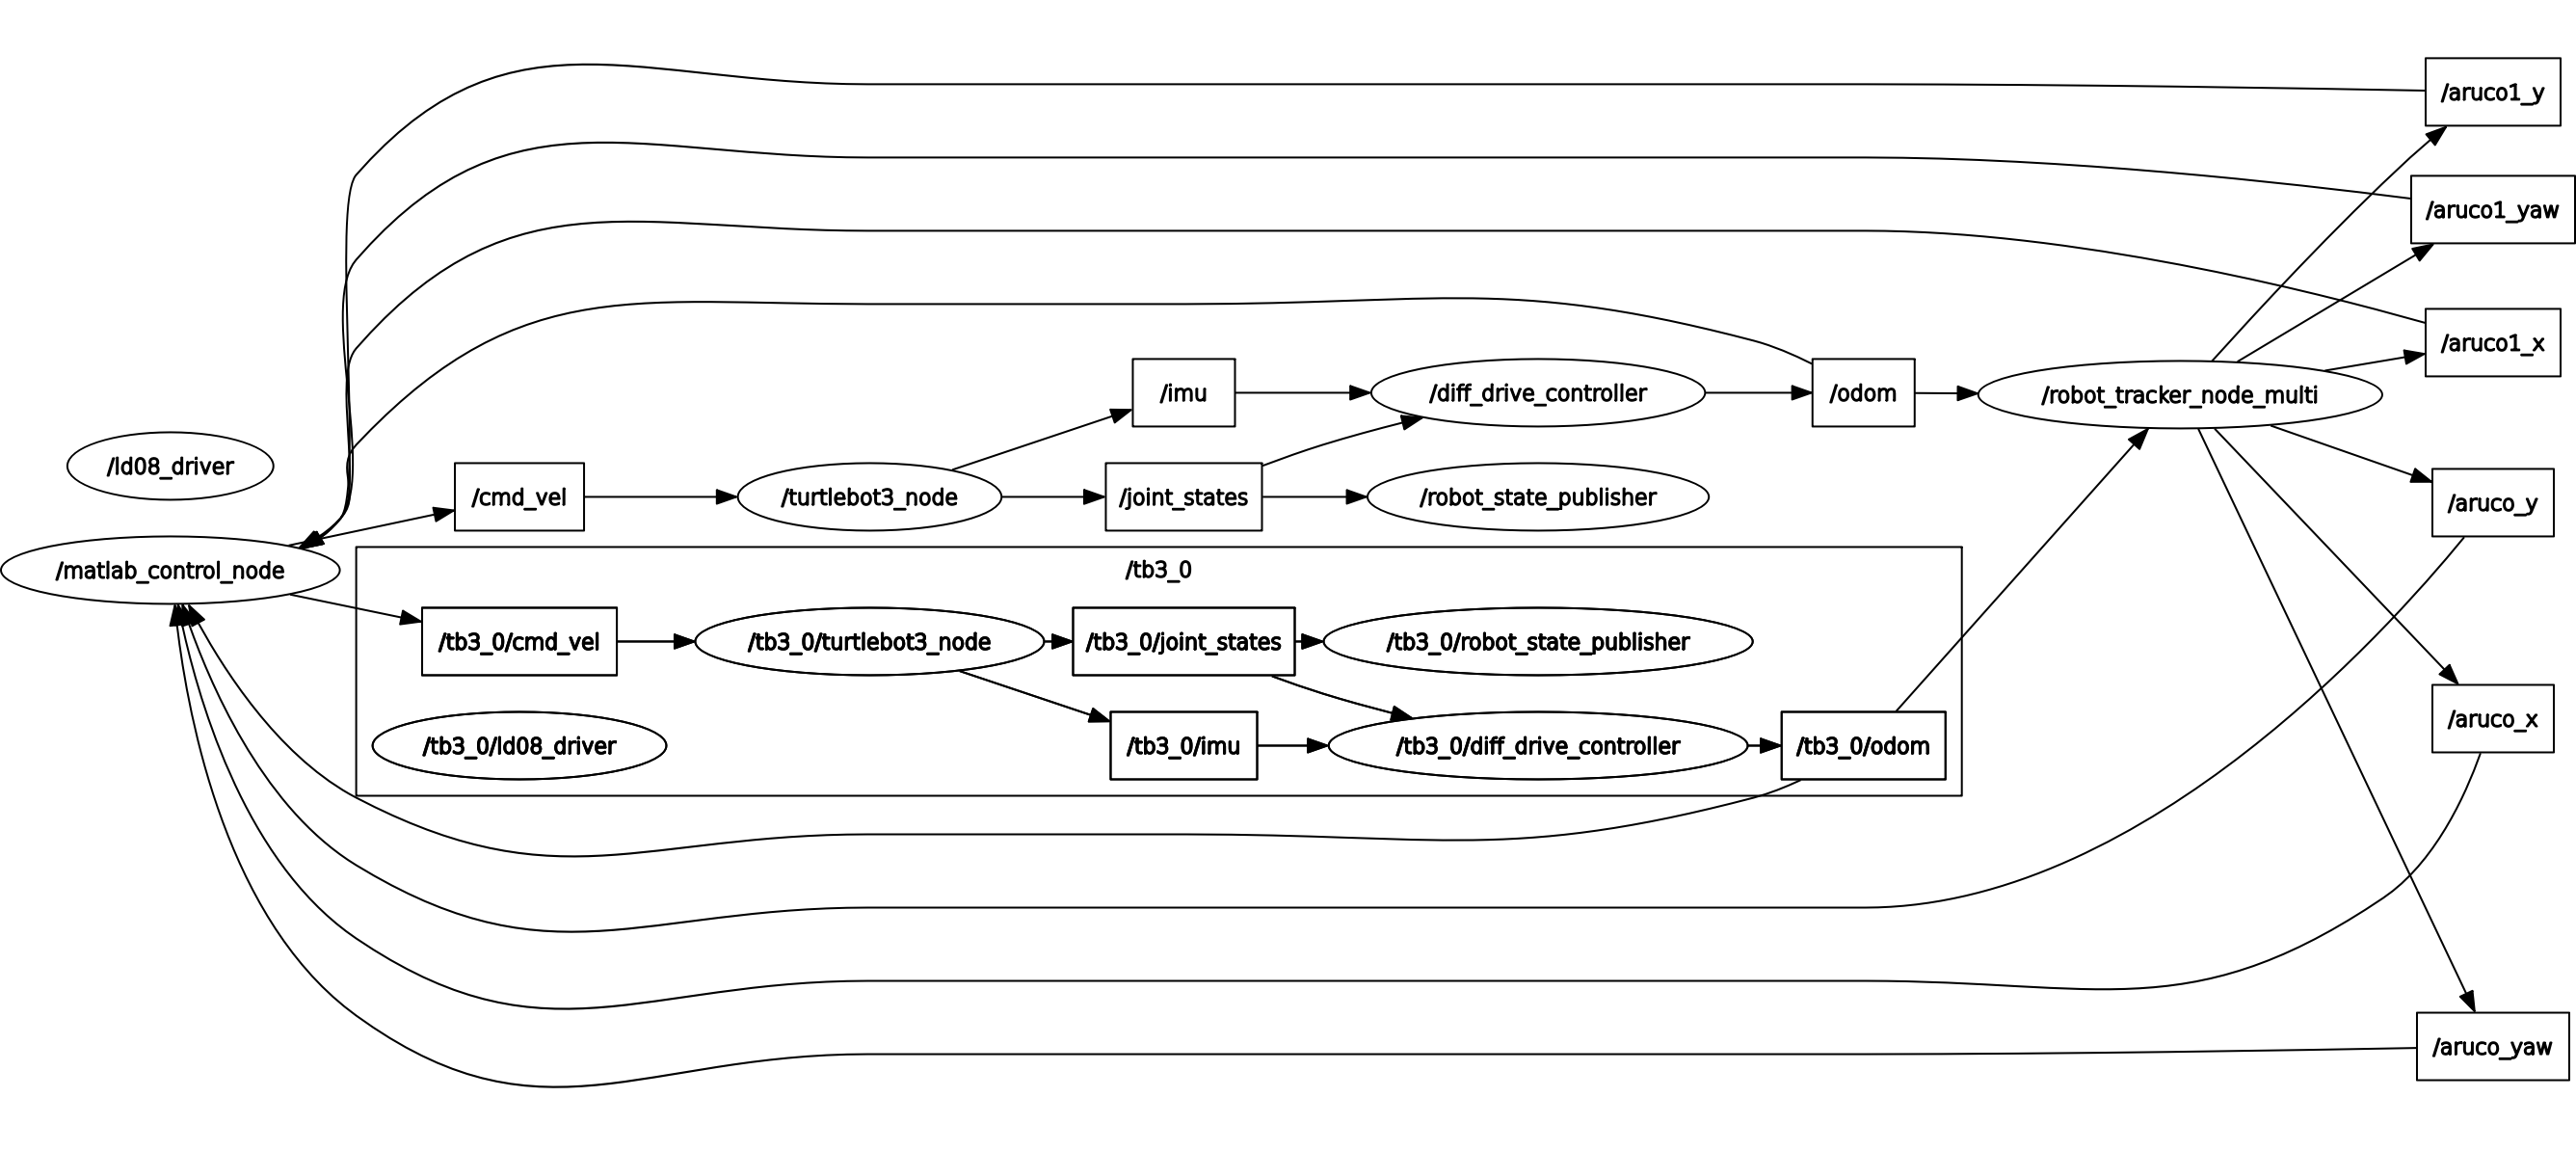 /aruco1_y
/aruco1_yaw
/aruco1_x
/imu
/diff_drive_controller
/odom
/robot_tracker_node_multi
/ld08_driver
/cmd_vel
/turtlebot3_node
/joint_states
/robot_state_publisher
/aruco_y
/matlab_control_node
/tb3_0
/tb3_0/cmd_vel
/tb3_0/turtlebot3_node
/tb3_0/joint_states
/tb3_0/robot_state_publisher
/aruco_x
/tb3_0/ld08_driver
/tb3_0/imu
/tb3_0/diff_drive_controller
/tb3_0/odom
/aruco_yaw